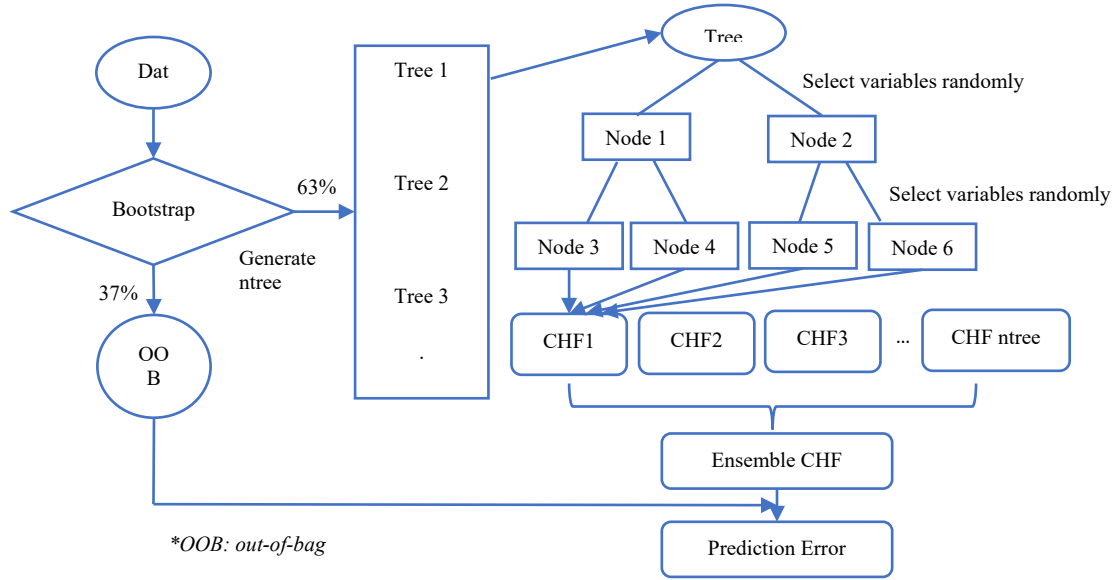 Dat
Bootstrap
63%
Generate
ntree
37%
OO
B
Tree 1
Tree 2
Tree 3
.
Tree
Select variables randomly
Node 1
Node 2
Select variables randomly
Node 3
Node 4
Node 5
Node 6
CHF1
CHF2
CHF3
...
CHF ntree
Ensemble CHF
Prediction Error
*OOB: out-of-bag